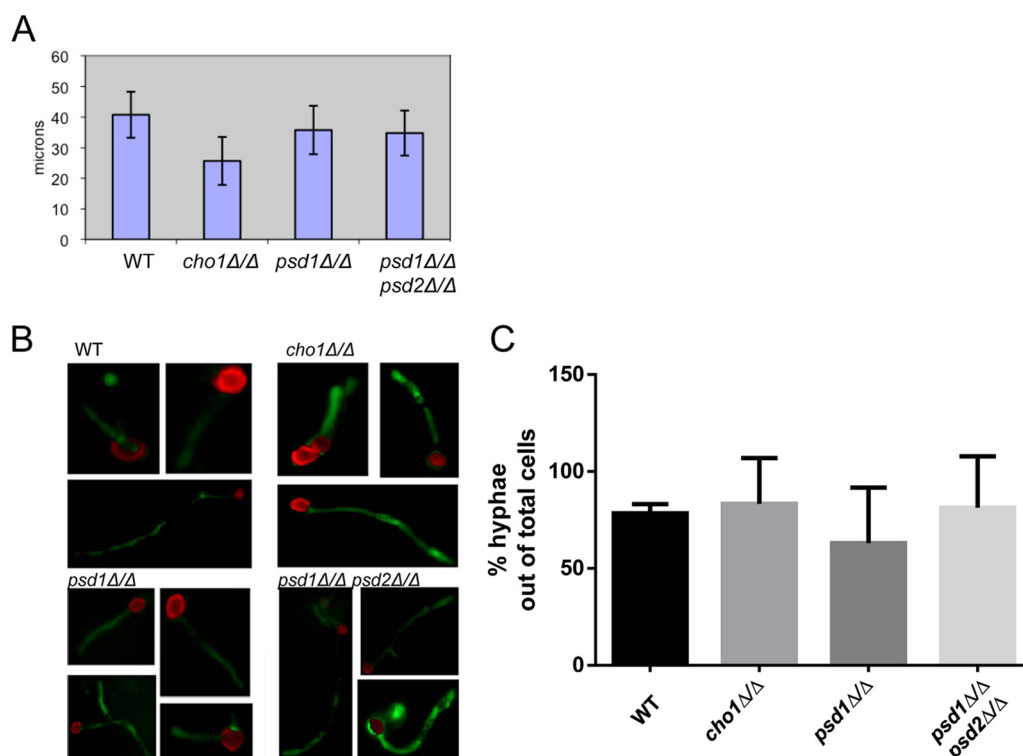 A
60
50
40
30
20
10
0
microns
WT
cho1Δ/Δ
psd1Δ/Δ
psd1Δ/Δ
psd2Δ/Δ
B
WT
cho1Δ/Δ
psd1Δ/Δ
psd1Δ/Δ psd2Δ/Δ
C
150
100
50
0
% hyphae
out of total cells
WT
cho1Δ/Δ
psd1Δ/Δ
psd1Δ/Δ
psd2Δ/Δ